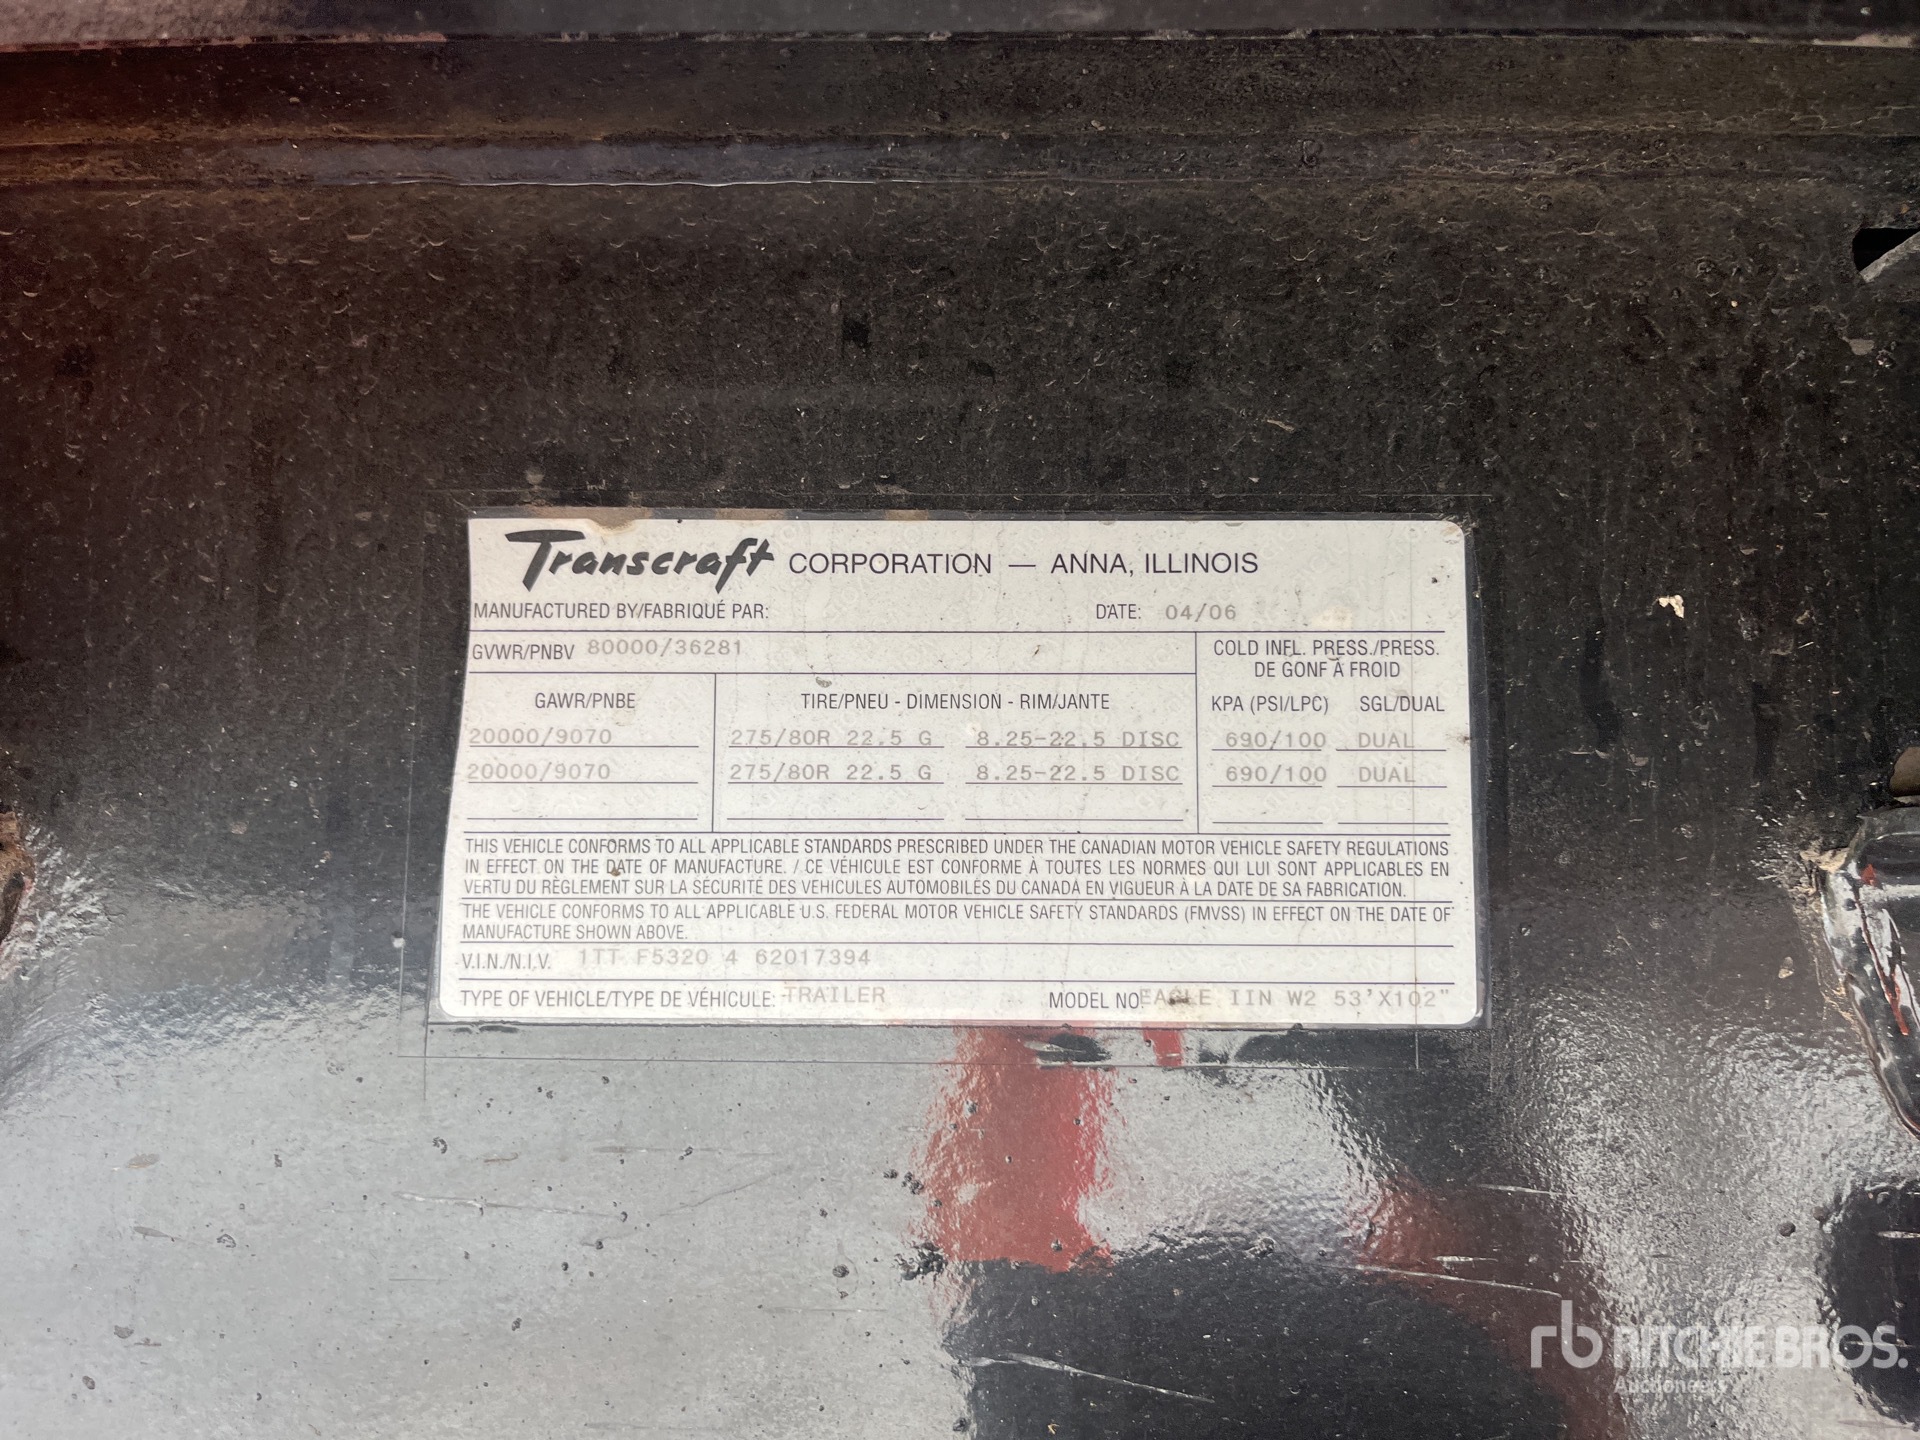 Transcraft CORPORATION — ANNA, ILLINOIS
MANUFACTURED BY/FABRIQUÉ PAR: DATE: 04/06
GVWR/PNBV 80000/36281
COLD INFL. PRESS./PRESS.
DE GONF À FROID
GAWR/PNBE TIRE/PNEU - DIMENSION - RIM/JANTE KPA (PSI/LPC) SGL/DUAL
20000/9070 275/80R 22.5 G 8.25-22.5 DISC 690/100 DUAL
20000/9070 275/80R 22.5 G 8.25-22.5 DISC 690/100 DUAL
THIS VEHICLE CONFORMS TO ALL APPLICABLE STANDARDS PRESCRIBED UNDER THE CANADIAN MOTOR VEHICLE SAFETY REGULATIONS
IN EFFECT ON THE DATE OF MANUFACTURE. / CE VÉHICULE EST CONFORME À TOUTES LES NORMES QUI LUI SONT APPLICABLES EN
VERTU DU RÈGLEMENT SUR LA SÉCURITÉ DES VEHICULES AUTOMOBILES DU CANADA EN VIGUEUR À LA DATE DE SA FABRICATION.
THE VEHICLE CONFORMS TO ALL APPLICABLE U.S. FEDERAL MOTOR VEHICLE SAFETY STANDARDS (FMVSS) IN EFFECT ON THE DATE OF
MANUFACTURE SHOWN ABOVE.
V.I.N./N.I.V. 1TT F5320 4 62017394
TYPE OF VEHICLE/TYPE DE VÉHICULE: TRAILER MODEL NO. EAGLE IIN W2 53'X102"
rb RITCHIE BROS.
Auctioneers